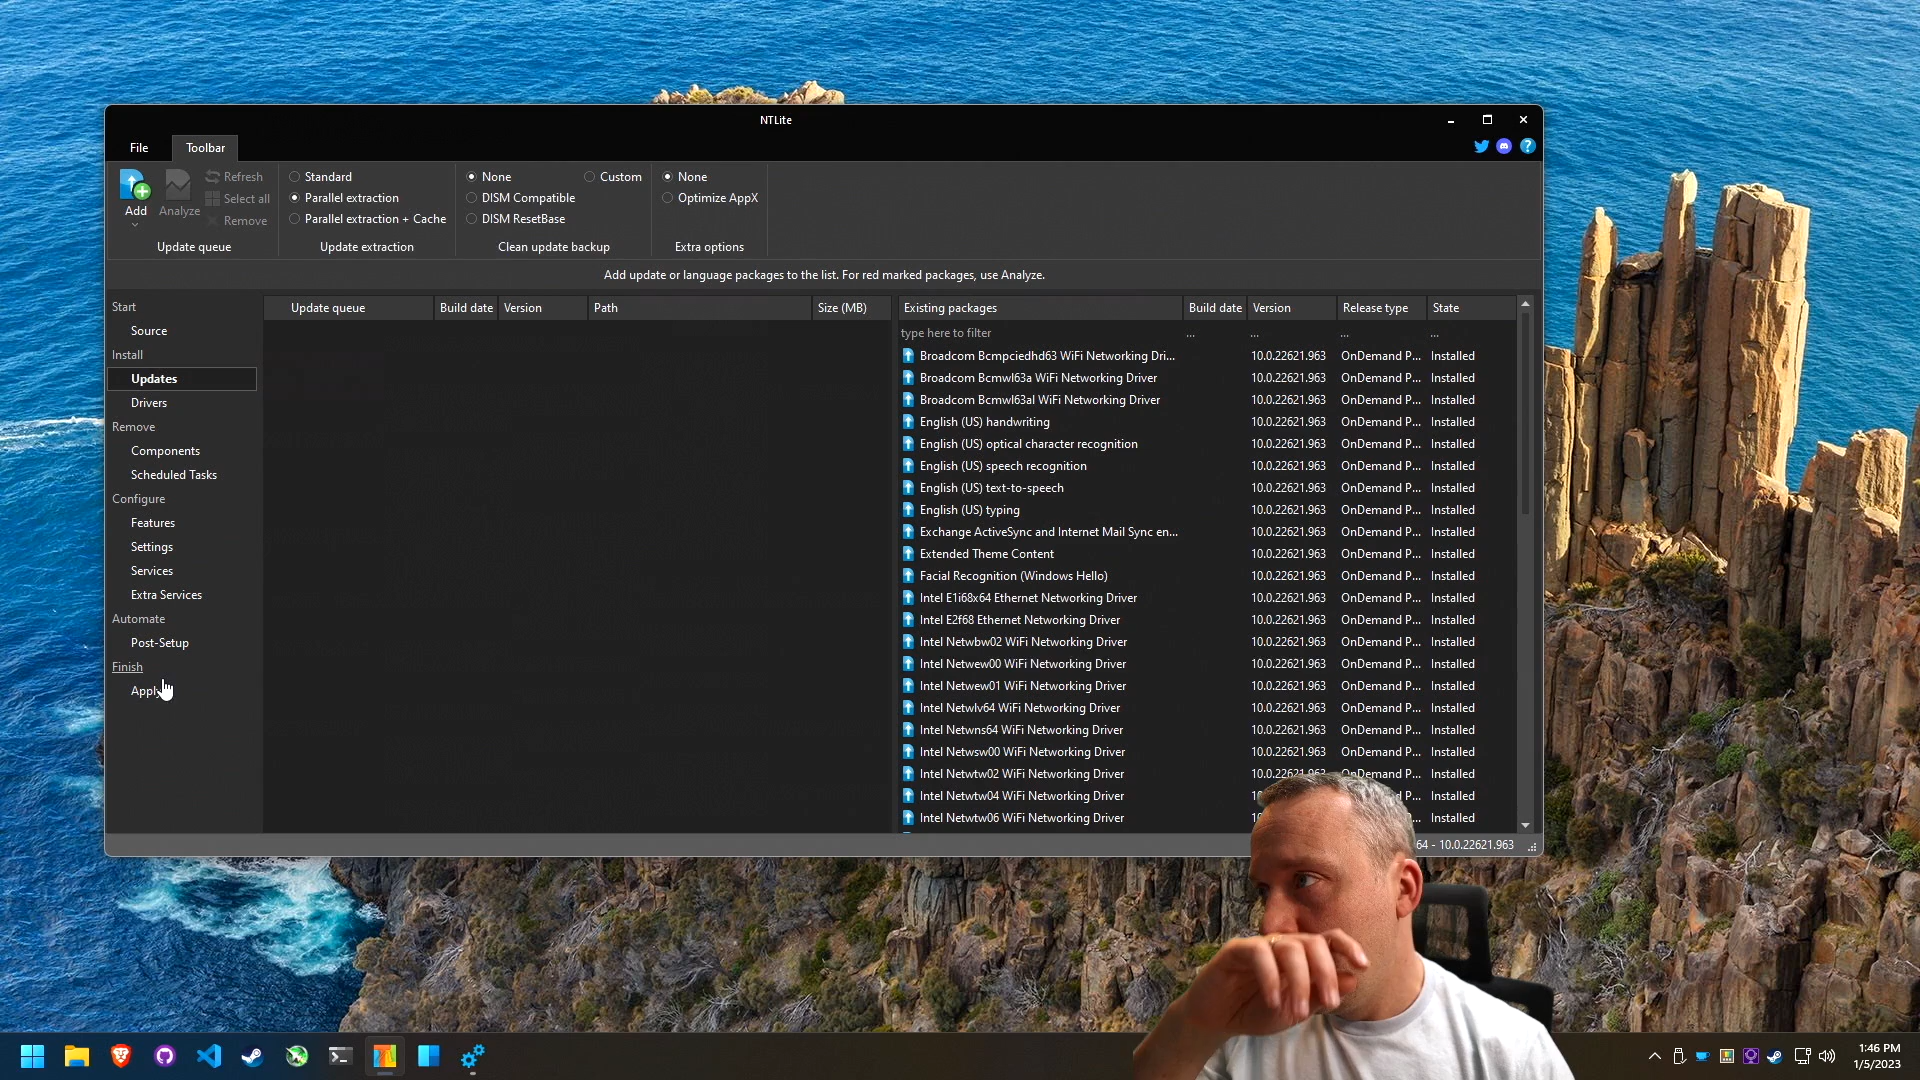 NTLite
File
Toolbar
Add
Analyze
Refresh
Select all
Remove
Update queue
Standard
Parallel extraction
Parallel extraction + Cache
Update extraction
None
Custom
DISM Compatible
DISM ResetBase
Clean update backup
None
Optimize AppX
Extra options
Add update or language packages to the list. For red marked packages, use Analyze.
Start
Source
Install
Updates
Drivers
Remove
Components
Scheduled Tasks
Configure
Features
Settings
Services
Extra Services
Automate
Post-Setup
Finish
Update queue Build date Version Path Size (MB)
Existing packages Build date Version Release type State
type here to filter ... ... ... ...
Broadcom Bcmpciedhd63 WiFi Networking Dri... 10.0.22621.963 OnDemand P... Installed
Broadcom Bcmwl63a WiFi Networking Driver 10.0.22621.963 OnDemand P... Installed
Broadcom Bcmwl63al WiFi Networking Driver 10.0.22621.963 OnDemand P... Installed
English (US) handwriting 10.0.22621.963 OnDemand P... Installed
English (US) optical character recognition 10.0.22621.963 OnDemand P... Installed
English (US) speech recognition 10.0.22621.963 OnDemand P... Installed
English (US) text-to-speech 10.0.22621.963 OnDemand P... Installed
English (US) typing 10.0.22621.963 OnDemand P... Installed
Exchange ActiveSync and Internet Mail Sync en... 10.0.22621.963 OnDemand P... Installed
Extended Theme Content 10.0.22621.963 OnDemand P... Installed
Facial Recognition (Windows Hello) 10.0.22621.963 OnDemand P... Installed
Intel E1i68x64 Ethernet Networking Driver 10.0.22621.963 OnDemand P... Installed
Intel E2f68 Ethernet Networking Driver 10.0.22621.963 OnDemand P... Installed
Intel Netwbw02 WiFi Networking Driver 10.0.22621.963 OnDemand P... Installed
Intel Netwew00 WiFi Networking Driver 10.0.22621.963 OnDemand P... Installed
Intel Netwew01 WiFi Networking Driver 10.0.22621.963 OnDemand P... Installed
Intel Netwlv64 WiFi Networking Driver 10.0.22621.963 OnDemand P... Installed
Intel Netwns64 WiFi Networking Driver 10.0.22621.963 OnDemand P... Installed
Intel Netwsw00 WiFi Networking Driver 10.0.22621.963 OnDemand P... Installed
Intel Netwtw02 WiFi Networking Driver 10.0.22621.963 OnDemand P... Installed
Intel Netwtw04 WiFi Networking Driver P... Installed
Intel Netwtw06 WiFi Networking Driver P... Installed
64 - 10.0.22621.963
1:46 PM
1/5/2023